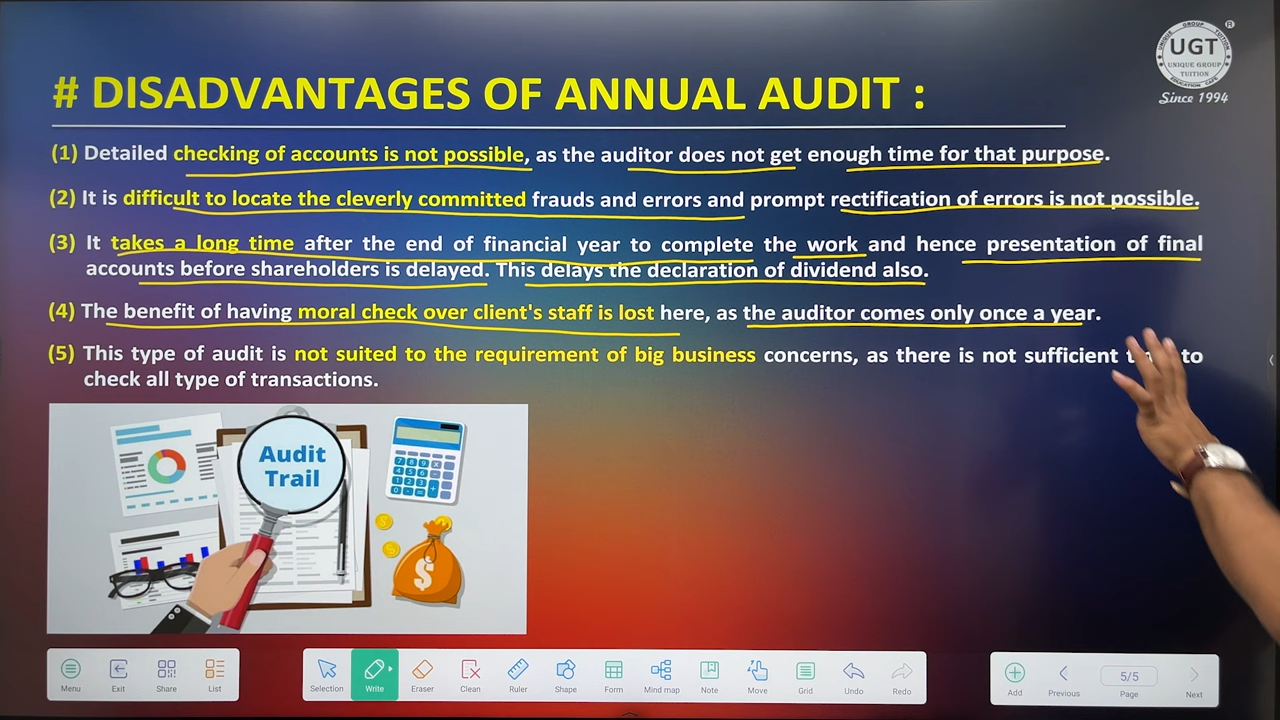 # DISADVANTAGES OF ANNUAL AUDIT :
UNIQUE GROUP TUITION
R
UGT
UNIQUE GROUP
TUITION
EDUCATION CAFE
Since 1994
(1) Detailed checking of accounts is not possible, as the auditor does not get enough time for that purpose.
(2) It is difficult to locate the cleverly committed frauds and errors and prompt rectification of errors is not possible.
(3) It takes a long time after the end of financial year to complete the work and hence presentation of final
accounts before shareholders is delayed. This delays the declaration of dividend also.
(4) The benefit of having moral check over client's staff is lost here, as the auditor comes only once a year.
(5) This type of audit is not suited to the requirement of big business concerns, as there is not sufficient to
check all type of transactions.
Audit
Trail
$
Menu Exit Share List Selection Write Eraser Clean Ruler Shape Form Mind map Note Move Grid Undo Redo Add Previous 5/5 Page Next